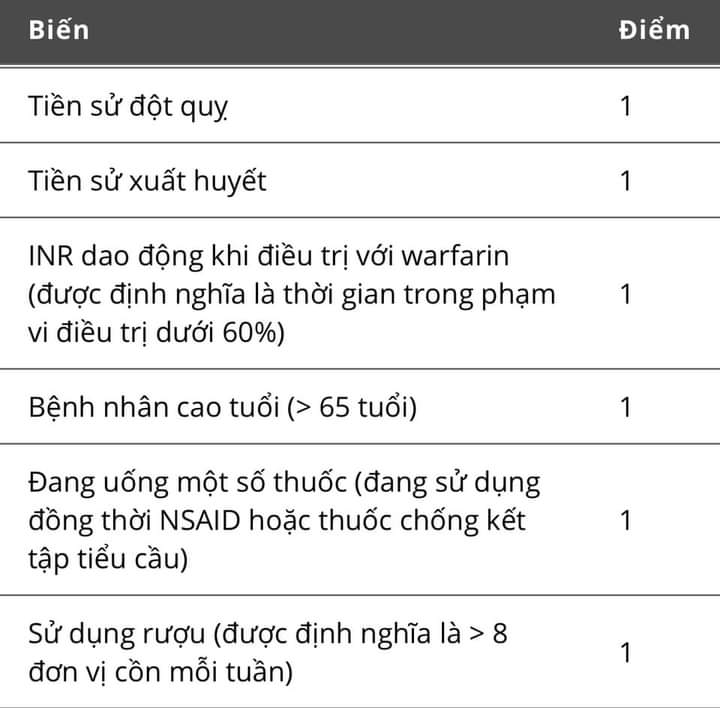 Biến Điểm
Tiền sử đột quỵ 1
Tiền sử xuất huyết 1
INR dao động khi điều trị với warfarin
(được định nghĩa là thời gian trong phạm 1
vi điều trị dưới 60%)
Bệnh nhân cao tuổi (> 65 tuổi) 1
Đang uống một số thuốc (đang sử dụng
đồng thời NSAID hoặc thuốc chống kết 1
tập tiểu cầu)
Sử dụng rượu (được định nghĩa là > 8
đơn vị cồn mỗi tuần) 1